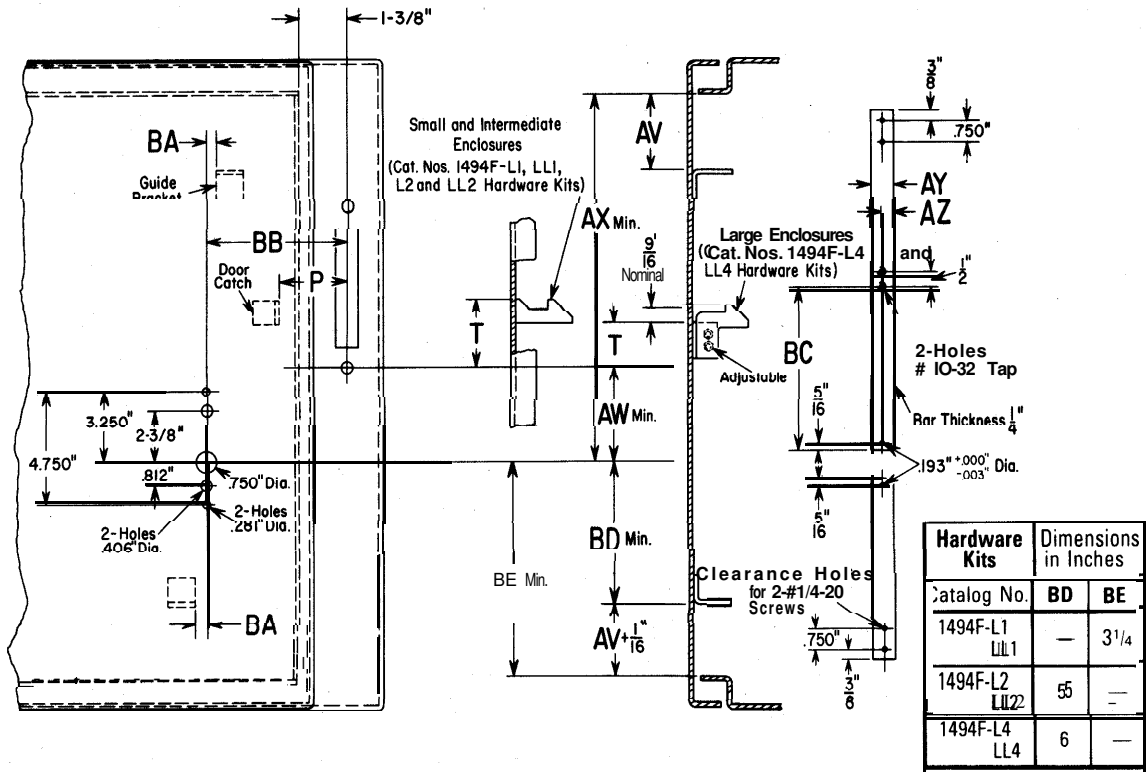 1-3/8"
BA
Guide
Bracket
Small and Intermediate
Enclosures
(Cat. Nos. 1494F-L1, LL1,
L2 and LL2 Hardware Kits)
AV
3"
8
.750"
AY
AZ
BB
AX Min.
9"
16
Nominal
Large Enclosures
(Cat. Nos. 1494F-L4 and
LL4 Hardware Kits)
1"
2
Door
Catch
P
T
T
BC
2-Holes
# 10-32 Tap
Adjustable
AW Min.
5"
16
Bar Thickness 1"
4
3.250"
2-3/8"
4.750"
.812"
.750" Dia.
.193" +.000" Dia.
-.003"
5"
16
2-Holes
.281" Dia.
2-Holes
.406" Dia.
BD Min.
BE Min.
Clearance Holes
for 2-#1/4-20
Screws
BA
AV+1"
16
.750"
3"
8
Hardware Kits Dimensions in Inches
Catalog No. BD BE
1494F-L1 — 3 1/4
LL1
1494F-L2 —
LL2
1494F-L4 6 —
LL4